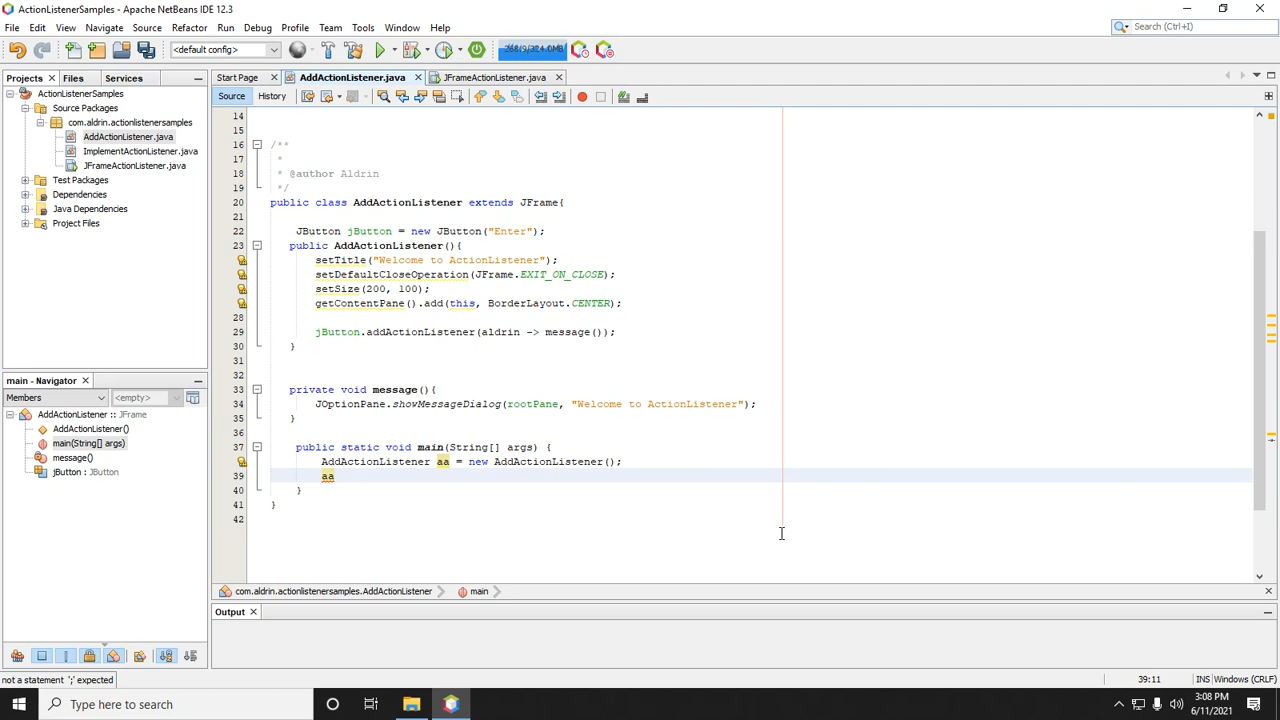 ActionListenerSamples - Apache NetBeans IDE 12.3
File Edit View Navigate Source Refactor Run Debug Profile Team Tools Window Help
Search (Ctrl+I)
<default config>
268/9/324.0MB
Projects Files Services
Start Page AddActionListener.java JFrameActionListener.java
Source History
ActionListenerSamples
Source Packages
com.aldrin.actionlistenersamples
AddActionListener.java
ImplementActionListener.java
JFrameActionListener.java
Test Packages
Dependencies
Java Dependencies
Project Files
14
15
16 /**
17 *
18 * @author Aldrin
19 */
20 public class AddActionListener extends JFrame{
21
22 JButton jButton = new JButton("Enter");
23 public AddActionListener(){
setTitle("Welcome to ActionListener");
setDefaultCloseOperation(JFrame.EXIT_ON_CLOSE);
setSize(200, 100);
getContentPane().add(this, BorderLayout.CENTER);
28
29 jButton.addActionListener(aldrin -> message());
30 }
31
32
33 private void message(){
34 JOptionPane.showMessageDialog(rootPane, "Welcome to ActionListener");
35 }
36
37 public static void main(String[] args) {
AddActionListener aa = new AddActionListener();
39 aa
40 }
41 }
42
main - Navigator
Members <empty>
AddActionListener :: JFrame
AddActionListener()
main(String[] args)
message()
jButton : JButton
com.aldrin.actionlistenersamples.AddActionListener main
Output
not a statement ';' expected
39:11 INS Windows (CRLF)
Type here to search
3:08 PM
6/11/2021